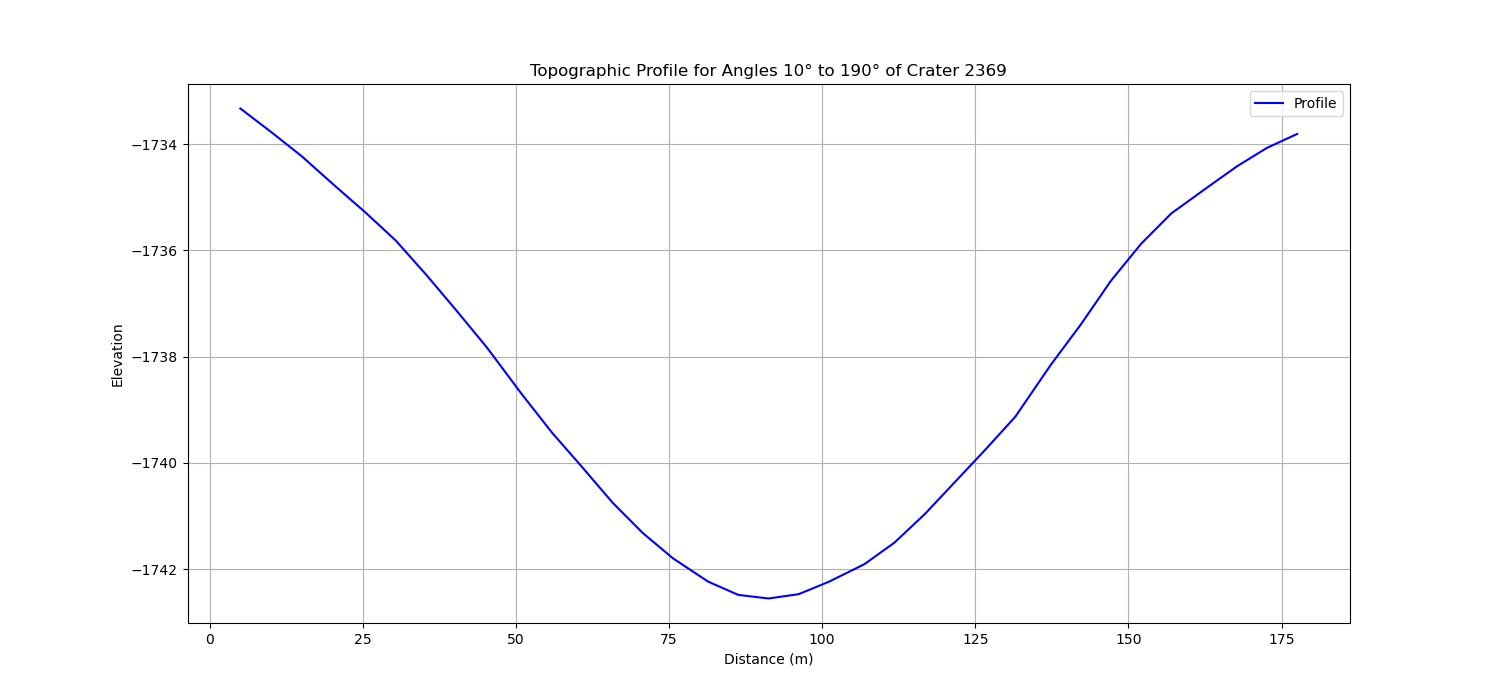 Topographic Profile for Angles 10° to 190° of Crater 2369
Profile
−1734
−1736
−1738
−1740
−1742
Elevation
0 25 50 75 100 125 150 175
Distance (m)